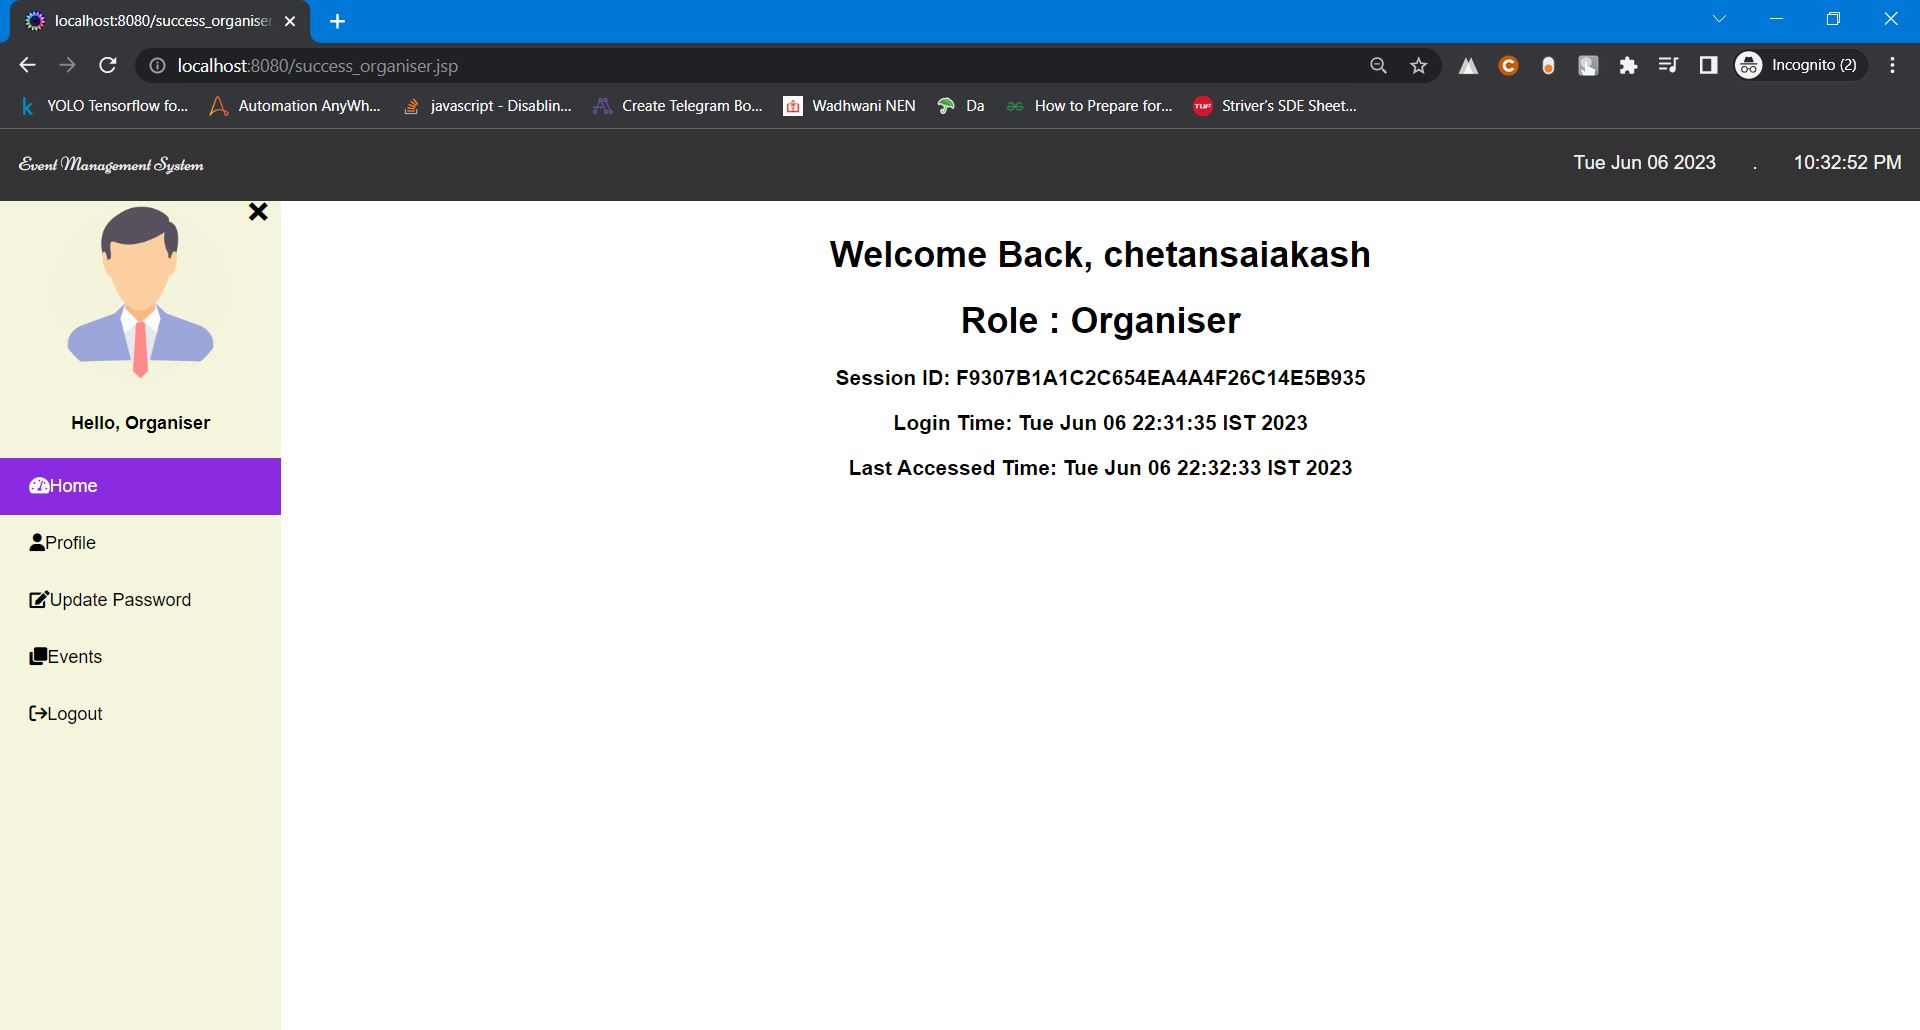 localhost:8080/success_organiser
localhost:8080/success_organiser.jsp
Incognito (2)
YOLO Tensorflow fo...
Automation AnyWh...
javascript - Disablin...
Create Telegram Bo...
Wadhwani NEN
Da
How to Prepare for...
TUF
Striver's SDE Sheet...
Event Management System
Tue Jun 06 2023 . 10:32:52 PM
Welcome Back, chetansaiakash
Role : Organiser
Session ID: F9307B1A1C2C654EA4A4F26C14E5B935
Login Time: Tue Jun 06 22:31:35 IST 2023
Last Accessed Time: Tue Jun 06 22:32:33 IST 2023
Hello, Organiser
Home
Profile
Update Password
Events
Logout